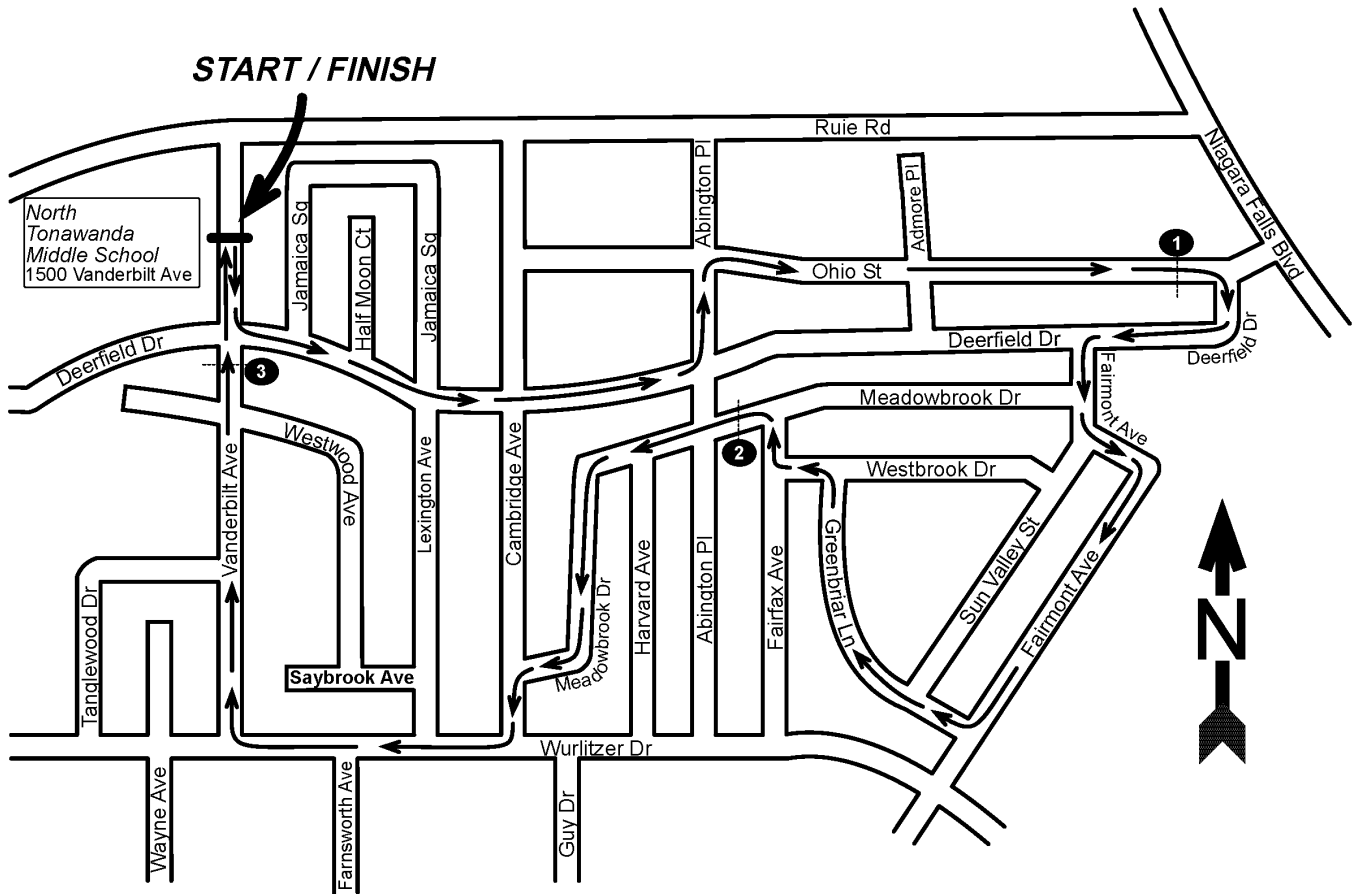 START / FINISH
Ruie Rd
Niagara Falls Blvd
North
Tonawanda
Middle School
1500 Vanderbilt Ave
Jamaica Sq
Half Moon Ct
Jamaica Sq
Abington Pl
Admore Pl
1
Ohio St
Deerfield Dr
Deerfield Dr
Deerfield Dr
3
Fairmont Ave
Meadowbrook Dr
2
Westbrook Dr
Westwood Ave
Vanderbilt Ave
Lexington Ave
Cambridge Ave
Harvard Ave
Abington Pl
Fairfax Ave
Greenbriar Ln
Sun Valley St
Fairmont Ave
Meadowbrook Dr
Tanglewood Dr
Saybrook Ave
Wurlitzer Dr
Wayne Ave
Farnsworth Ave
Guy Dr
N